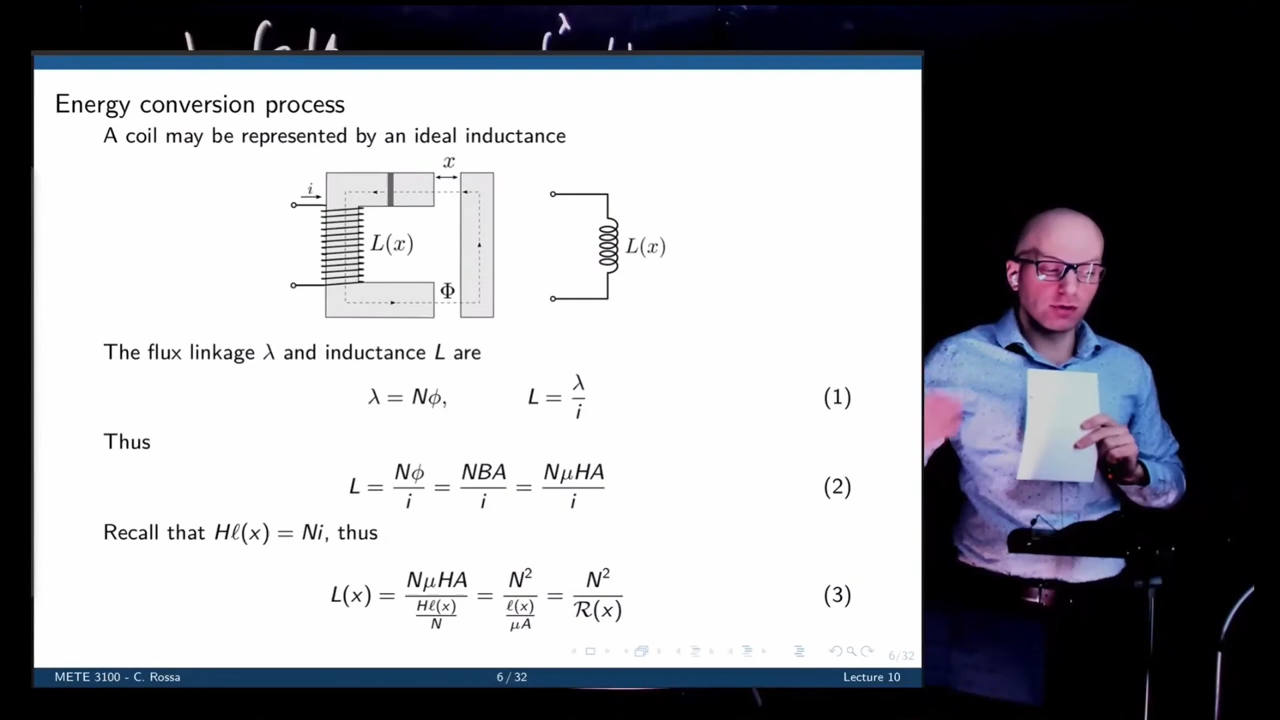 λ
Energy conversion process
A coil may be represented by an ideal inductance
x
i
L(x)
L(x)
Φ
The flux linkage λ and inductance L are
λ = Nϕ, L = λ/i (1)
Thus
L = Nϕ/i = NBA/i = NμHA/i (2)
Recall that Hℓ(x) = Ni, thus
L(x) = NμHA/(Hℓ(x)/N) = N²/(ℓ(x)/μA) = N²/ℛ(x) (3)
6/32
METE 3100 - C. Rossa 6 / 32 Lecture 10